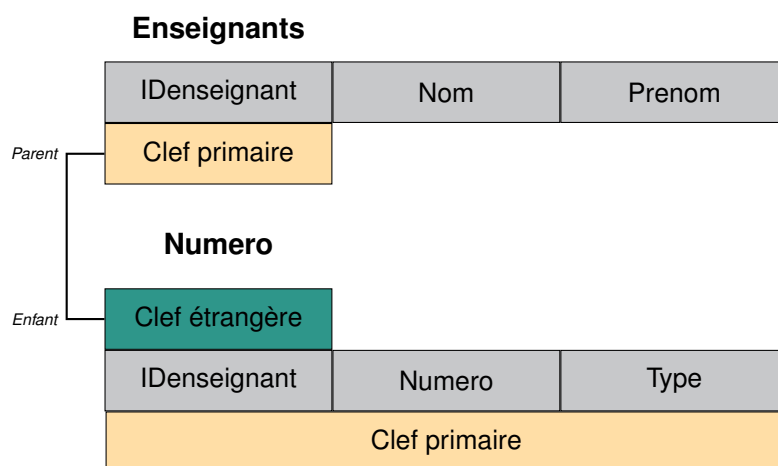 Enseignants
IDenseignant Nom Prenom
Parent Clef primaire
Numero
Enfant Clef étrangère
IDenseignant Numero Type
Clef primaire